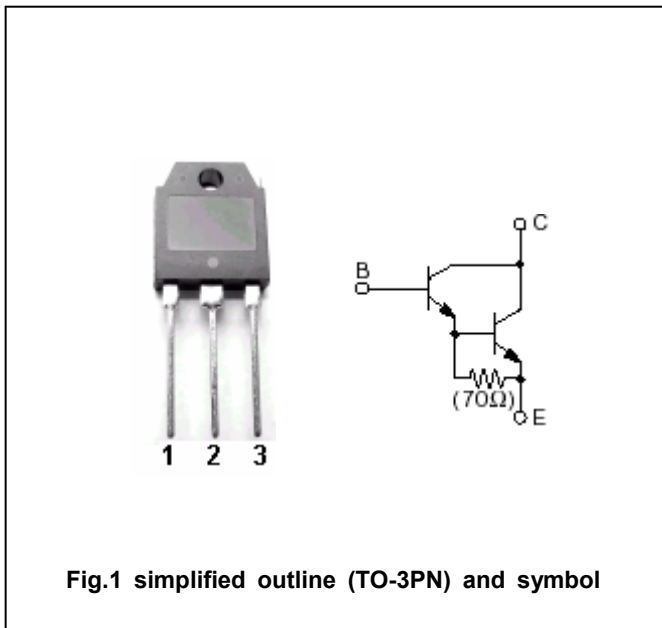 C
B
(70Ω)
E
1 2 3
Fig.1 simplified outline (TO-3PN) and symbol